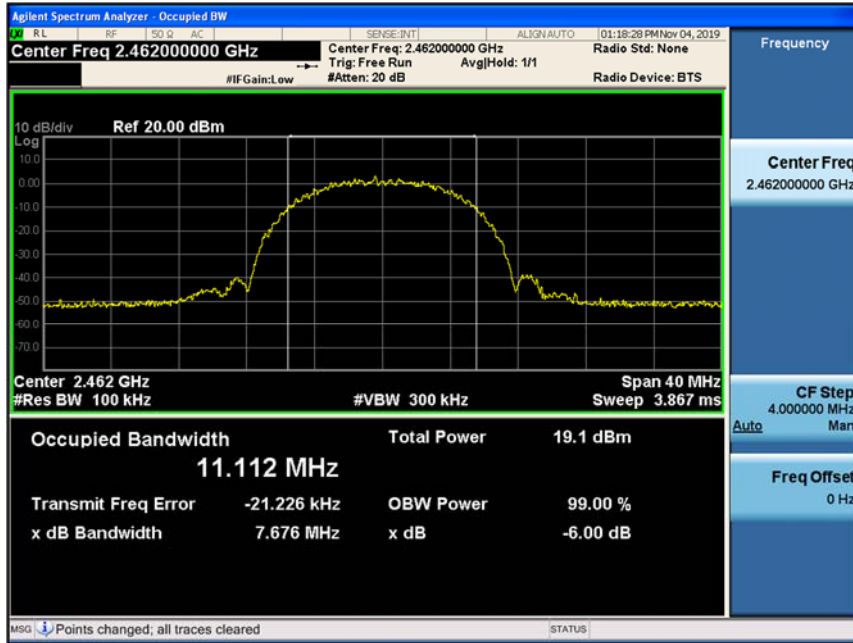 Agilent Spectrum Analyzer - Occupied BW
RL RF 50 Ω AC SENSE:INT ALIGN AUTO 01:18:28 PM Nov 04, 2019
Center Freq 2.462000000 GHz
Center Freq: 2.462000000 GHz
Radio Std: None
Trig: Free Run Avg|Hold: 1/1
#IFGain:Low
#Atten: 20 dB
Radio Device: BTS
10 dB/div Ref 20.00 dBm
Log
10.0
0.00
-10.0
-20.0
-30.0
-40.0
-50.0
-60.0
-70.0
Center 2.462 GHz Span 40 MHz
#Res BW 100 kHz #VBW 300 kHz Sweep 3.867 ms
Occupied Bandwidth Total Power 19.1 dBm
11.112 MHz
Transmit Freq Error -21.226 kHz OBW Power 99.00 %
x dB Bandwidth 7.676 MHz x dB -6.00 dB
MSG Points changed; all traces cleared STATUS
Frequency
Center Freq
2.462000000 GHz
CF Step
4.000000 MHz
Auto Man
Freq Offset
0 Hz